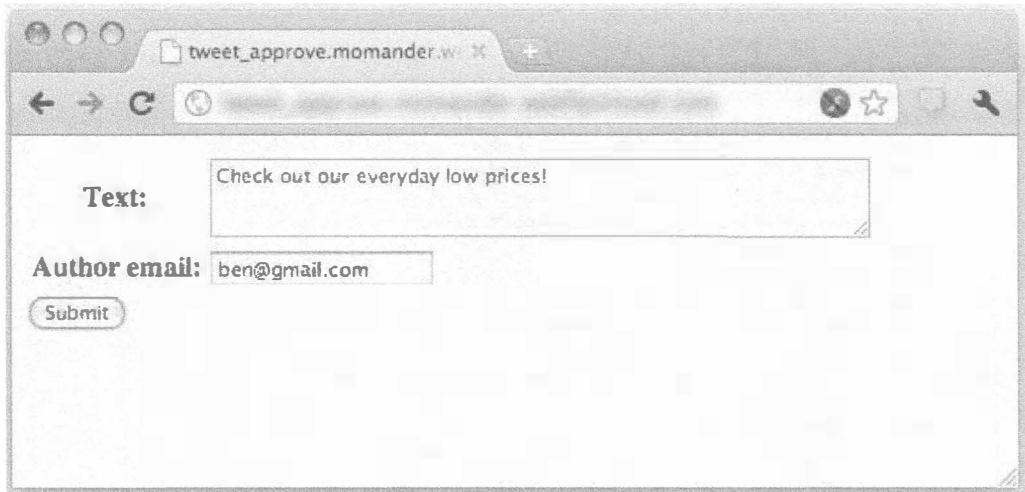 tweet_approve.momander.w
Text:
Check out our everyday low prices!
Author email:
ben@gmail.com
Submit